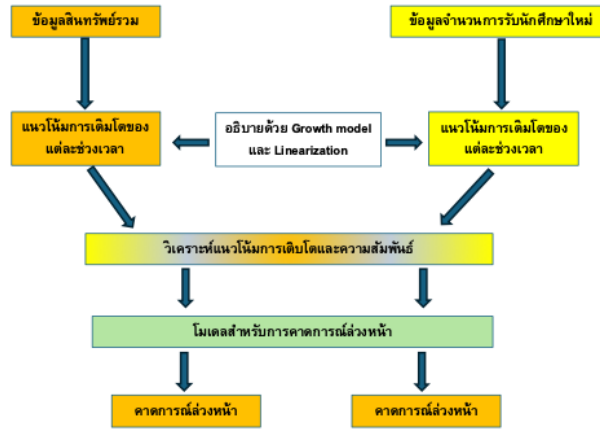 ข้อมูลสินทรัพย์รวม
ข้อมูลจำนวนการรับนักศึกษาใหม่
แนวโน้มการเติมโตของ
แต่ละช่วงเวลา
อธิบายด้วย Growth model
และ Linearization
แนวโน้มการเติมโตของ
แต่ละช่วงเวลา
วิเคราะห์แนวโน้มการเติบโตและความสัมพันธ์
โมเดลสำหรับการคาดการณ์ล่วงหน้า
คาดการณ์ล่วงหน้า
คาดการณ์ล่วงหน้า